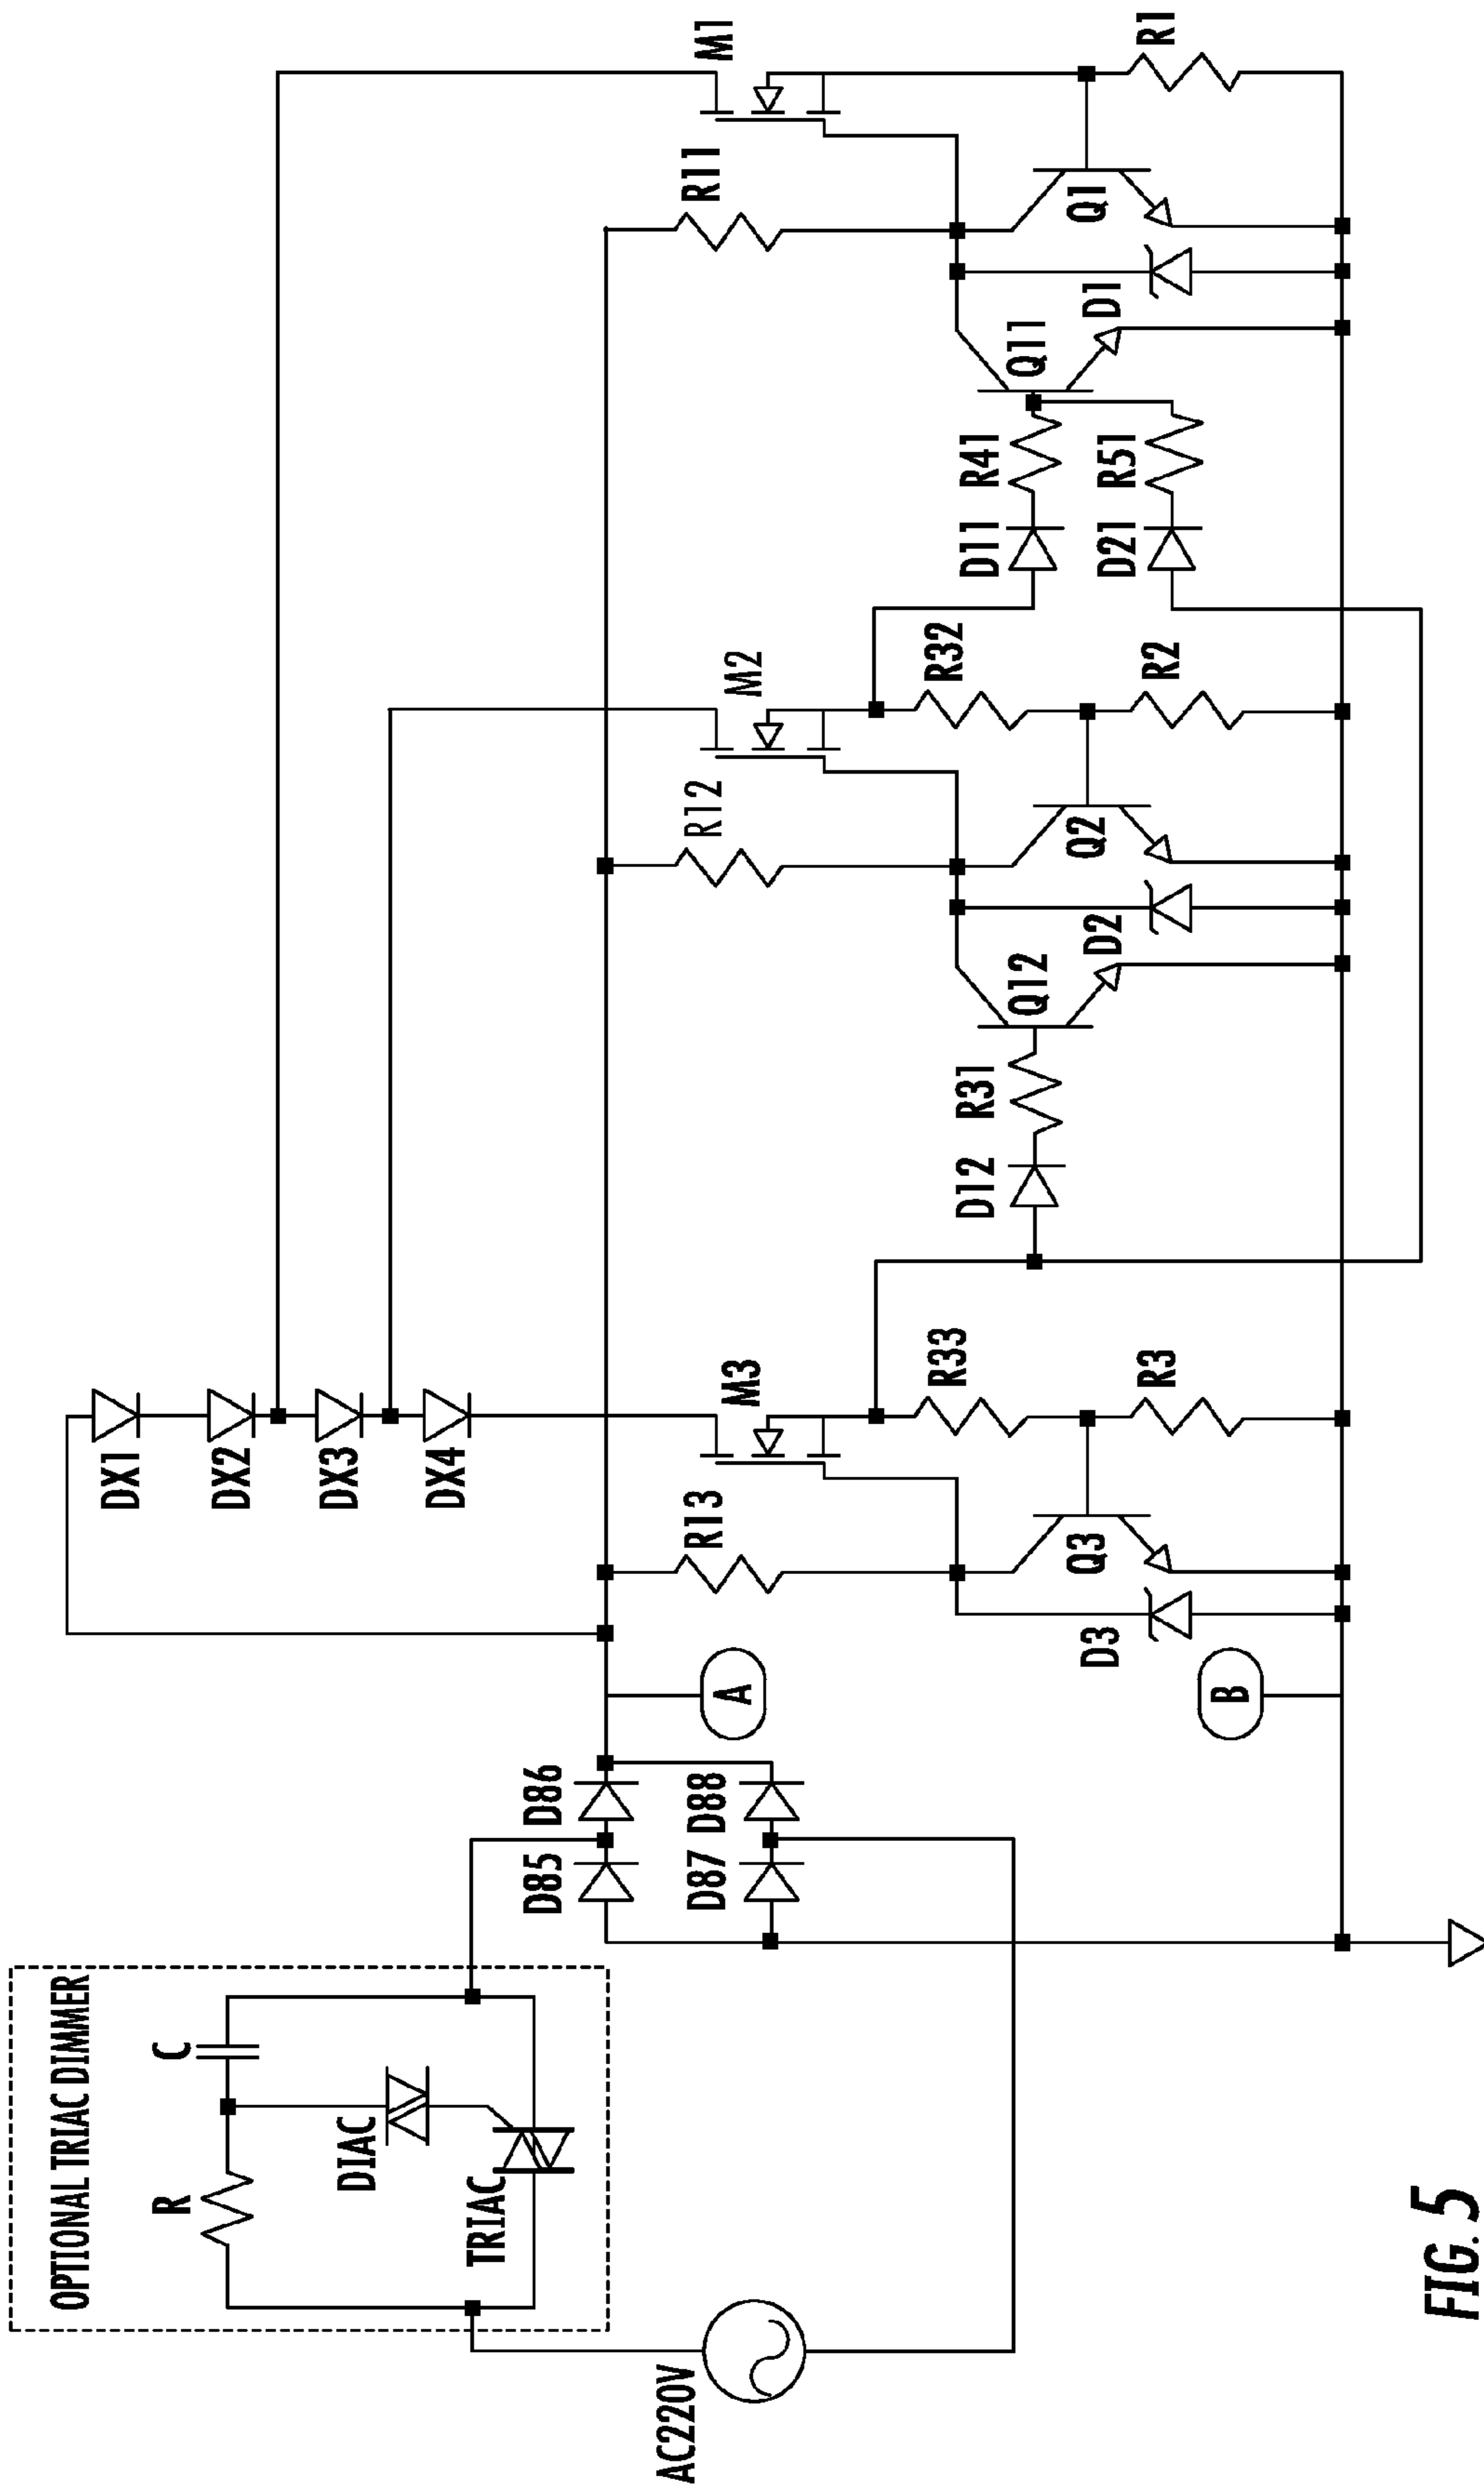 OPTIONAL TRIAC DIMMER
R
C
DIAC
TRIAC
AC220V
D85
D86
D87
D88
A
B
DX1
DX2
DX3
DX4
R13
M3
R33
Q3
R3
D3
D12
R31
Q12
R12
M2
R32
Q2
R2
D2
D11
R41
D21
R51
Q11
R11
M1
Q1
D1
R1
FIG. 5